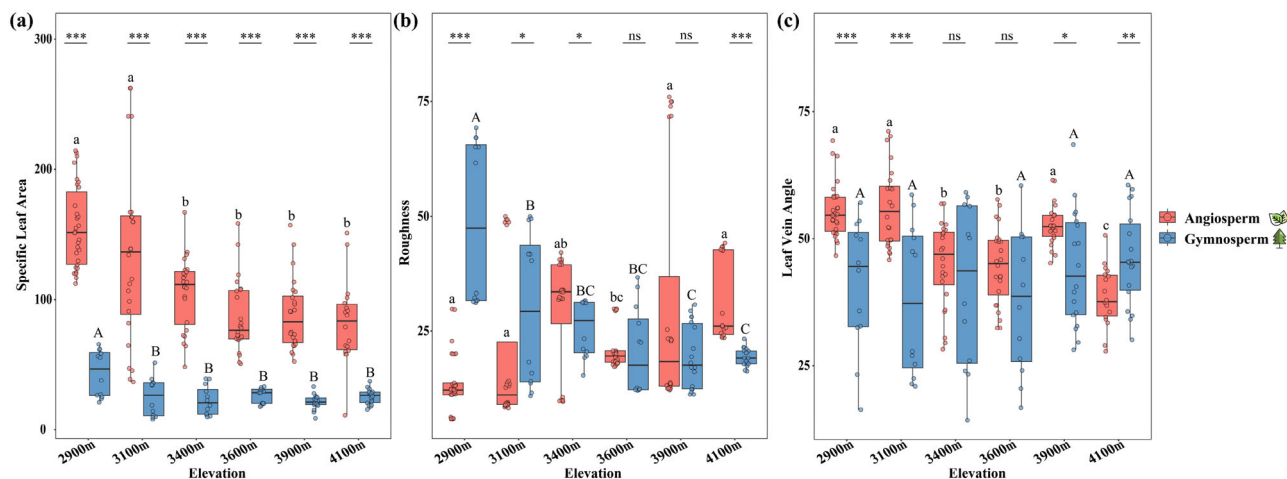 (a)
*** *** *** *** *** ***
300
200
100
0
Specific Leaf Area
a a b b b b
A B B B B B
2900m 3100m 3400m 3600m 3900m 4100m
Elevation
(b)
*** * * ns ns ***
75
50
25
Roughness
a a ab bc a a
A B BC BC C C
2900m 3100m 3400m 3600m 3900m 4100m
Elevation
(c)
*** *** ns ns * **
75
50
25
Leaf Vein Angle
a a b b a c
A A A A A A
2900m 3100m 3400m 3600m 3900m 4100m
Elevation
Angiosperm
Gymnosperm